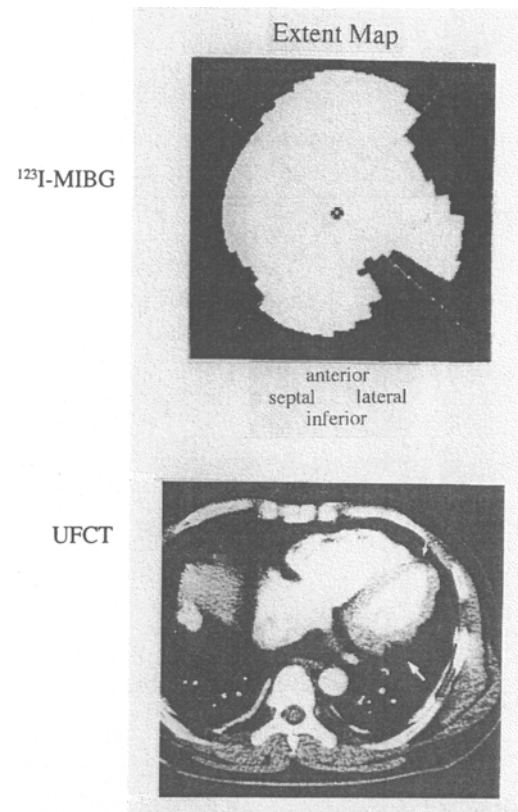 Extent Map
¹²³I-MIBG
anterior
septal lateral
inferior
UFCT